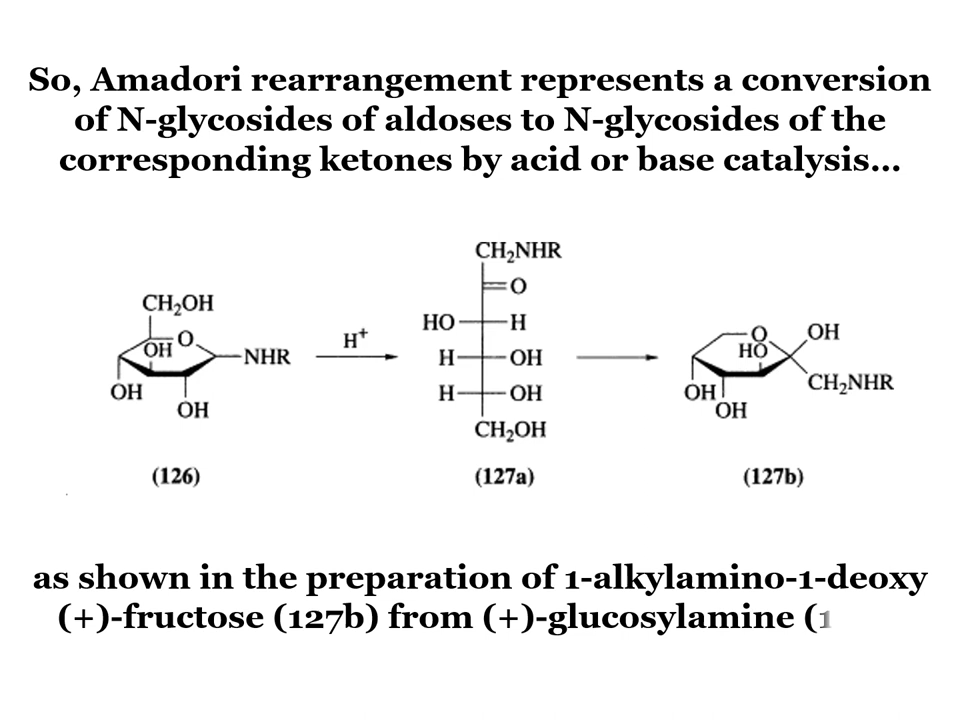 So, Amadori rearrangement represents a conversion
of N-glycosides of aldoses to N-glycosides of the
corresponding ketones by acid or base catalysis...
CH2OH
O
OH
NHR
OH
OH
(126)
H+
CH2NHR
O
HO
H
H
OH
H
OH
CH2OH
(127a)
O
OH
HO
CH2NHR
OH
OH
(127b)
as shown in the preparation of 1-alkylamino-1-deoxy
(+)-fructose (127b) from (+)-glucosylamine (1